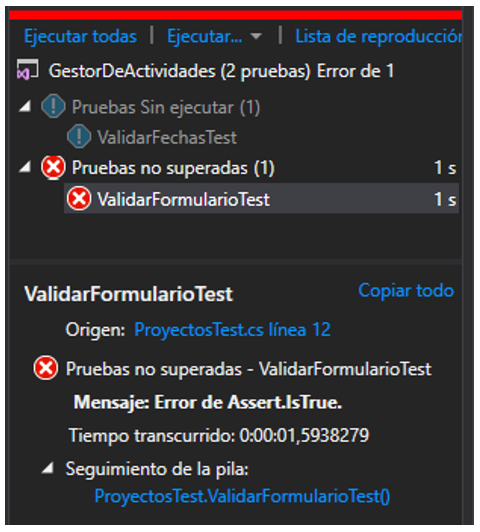 Ejecutar todas | Ejecutar... | Lista de reproducción
GestorDeActividades (2 pruebas) Error de 1
Pruebas Sin ejecutar (1)
ValidarFechasTest
Pruebas no superadas (1) 1 s
ValidarFormularioTest 1 s
ValidarFormularioTest Copiar todo
Origen: ProyectosTest.cs línea 12
Pruebas no superadas - ValidarFormularioTest
Mensaje: Error de Assert.IsTrue.
Tiempo transcurrido: 0:00:01,5938279
Seguimiento de la pila:
ProyectosTest.ValidarFormularioTest()